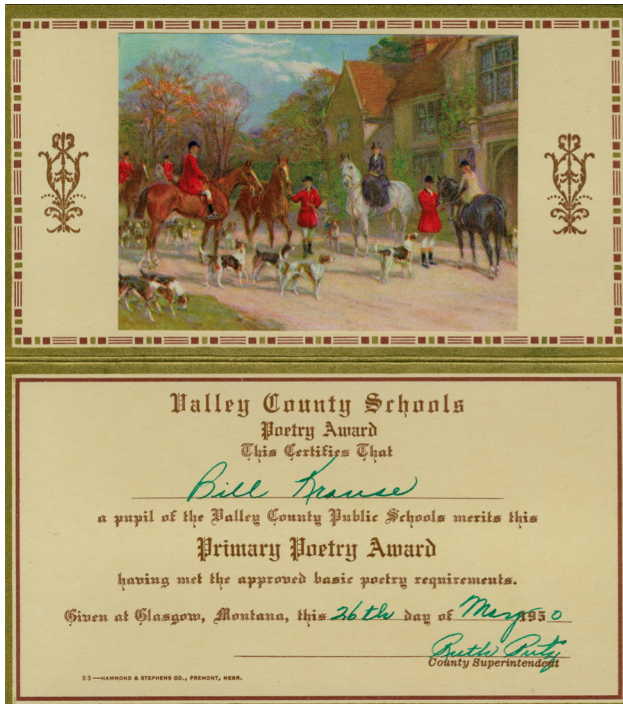 Valley County Schools
Poetry Award
This Certifies That
Bill Krause
a pupil of the Valley County Public Schools merits this
Primary Poetry Award
having met the approved basic poetry requirements.
Given at Glasgow, Montana, this 26th day of May 1950
Ruth Putz
County Superintendent
93—HAMMOND & STEPHENS CO., FREMONT, NEBR.